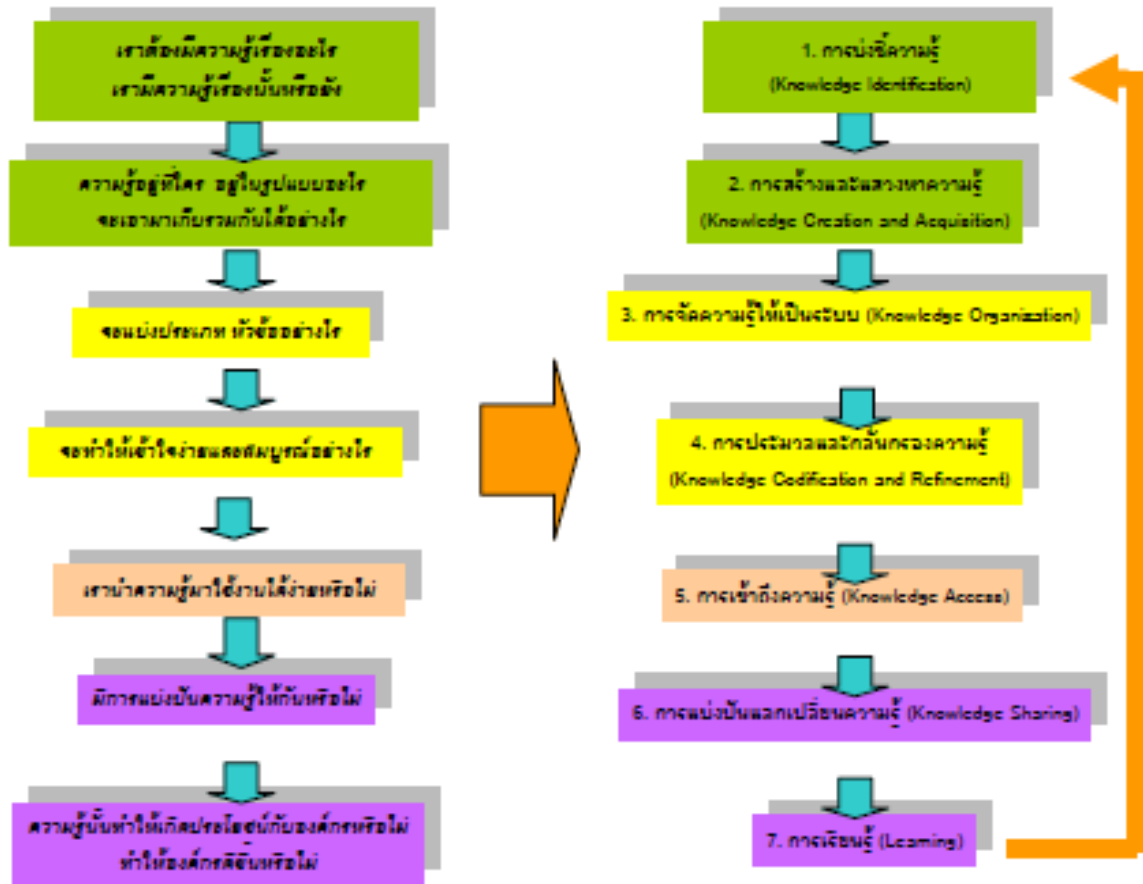 เราต้องมีความรู้เรื่องอะไร
เรามีความรู้เรื่องนั้นหรือยัง
ความรู้อยู่ที่ใคร อยู่ในรูปแบบอะไร
จะเอามาเก็บรวมกันได้อย่างไร
จะแบ่งประเภท หัวข้ออย่างไร
จะทำให้เข้าใจง่ายและสมบูรณ์อย่างไร
เรานำความรู้มาใช้งานได้ง่ายหรือไม่
มีการแบ่งปันความรู้ให้กันหรือไม่
ความรู้นั้นทำให้เกิดประโยชน์กับองค์กรหรือไม่
ทำให้องค์กรดีขึ้นหรือไม่
1. การบ่งชี้ความรู้
(Knowledge Identification)
2. การสร้างและแสวงหาความรู้
(Knowledge Creation and Acquisition)
3. การจัดความรู้ให้เป็นระบบ (Knowledge Organization)
4. การประมวลและกลั่นกรองความรู้
(Knowledge Codification and Refinement)
5. การเข้าถึงความรู้ (Knowledge Access)
6. การแบ่งปันแลกเปลี่ยนความรู้ (Knowledge Sharing)
7. การเรียนรู้ (Learning)